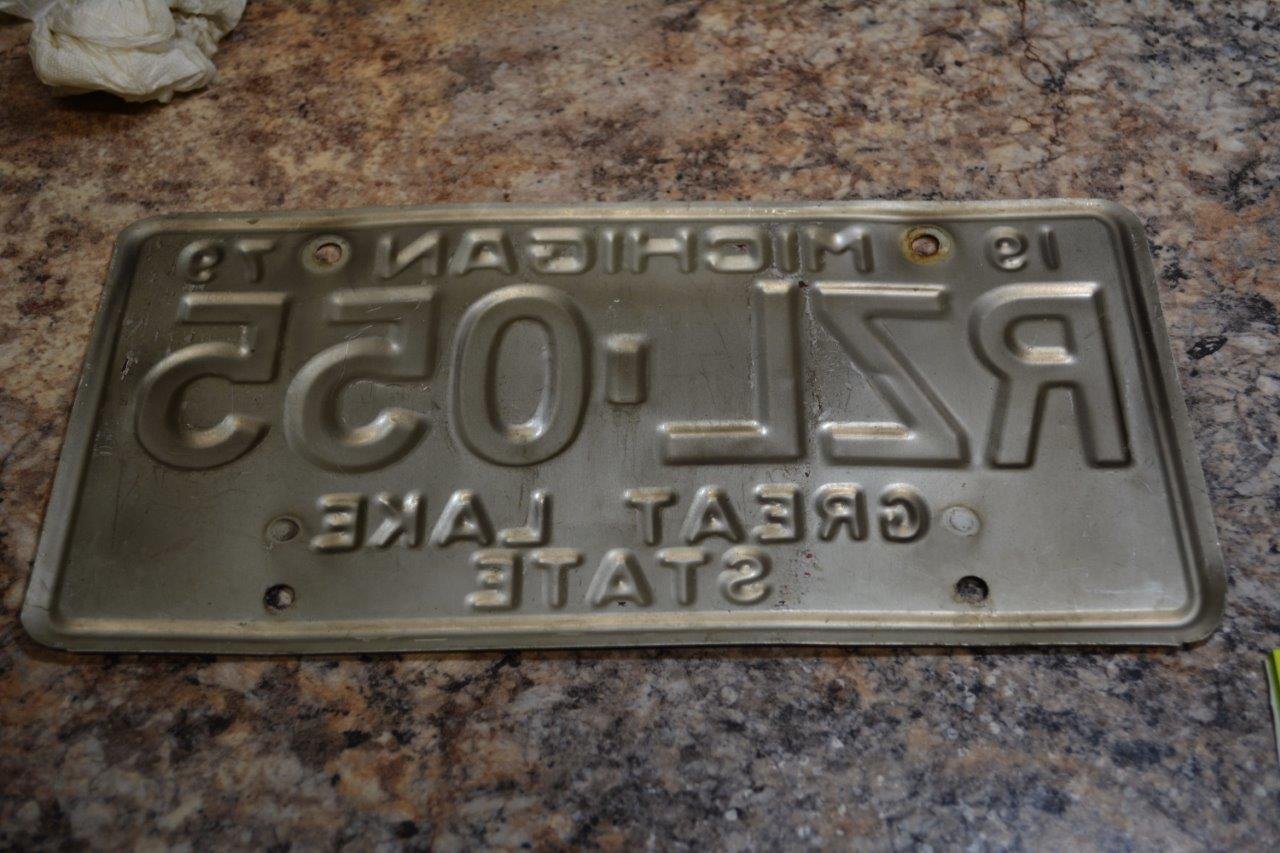 19 MICHIGAN 79
RZL-055
GREAT LAKE
STATE